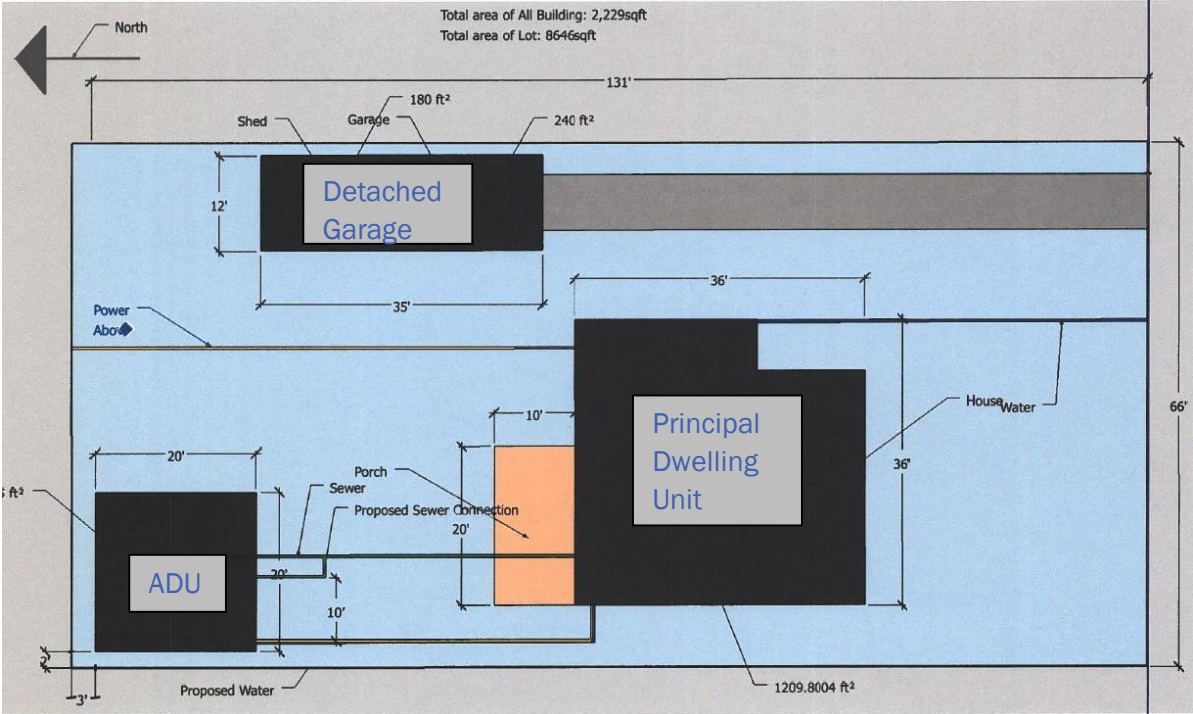 Total area of All Building: 2,229sqft
Total area of Lot: 8646sqft
North
131'
180 ft²
Shed
Garage
240 ft²
Detached
Garage
12'
35'
36'
Power
Above
10'
House
Water
66'
Principal
Dwelling
Unit
36'
20'
Porch
Sewer
Proposed Sewer Connection
20'
ft²
ADU
20'
10'
Proposed Water
3'
1209.8004 ft²